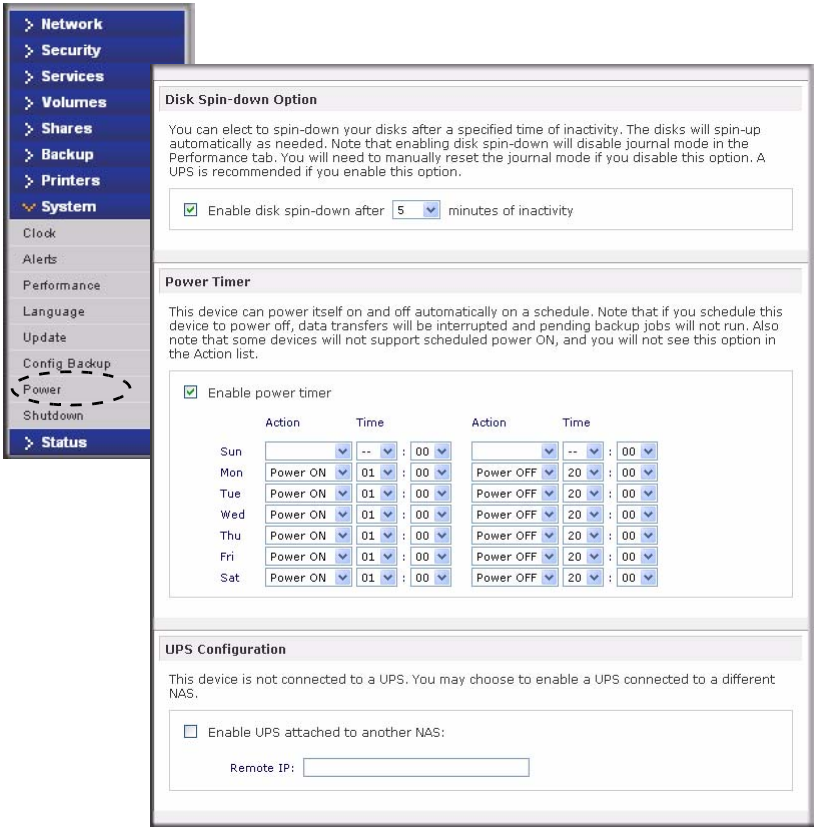 Network
Security
Services
Volumes
Shares
Backup
Printers
System
Clock
Alerts
Performance
Language
Update
Config Backup
Power
Shutdown
Status
Disk Spin-down Option
You can elect to spin-down your disks after a specified time of inactivity. The disks will spin-up
automatically as needed. Note that enabling disk spin-down will disable journal mode in the
Performance tab. You will need to manually reset the journal mode if you disable this option. A
UPS is recommended if you enable this option.
Enable disk spin-down after 5 minutes of inactivity
Power Timer
This device can power itself on and off automatically on a schedule. Note that if you schedule this
device to power off, data transfers will be interrupted and pending backup jobs will not run. Also
note that some devices will not support scheduled power ON, and you will not see this option in
the Action list.
Enable power timer
Action Time Action Time
Sun -- : 00 -- : 00
Mon Power ON 01 : 00 Power OFF 20 : 00
Tue Power ON 01 : 00 Power OFF 20 : 00
Wed Power ON 01 : 00 Power OFF 20 : 00
Thu Power ON 01 : 00 Power OFF 20 : 00
Fri Power ON 01 : 00 Power OFF 20 : 00
Sat Power ON 01 : 00 Power OFF 20 : 00
UPS Configuration
This device is not connected to a UPS. You may choose to enable a UPS connected to a different
NAS.
Enable UPS attached to another NAS:
Remote IP: